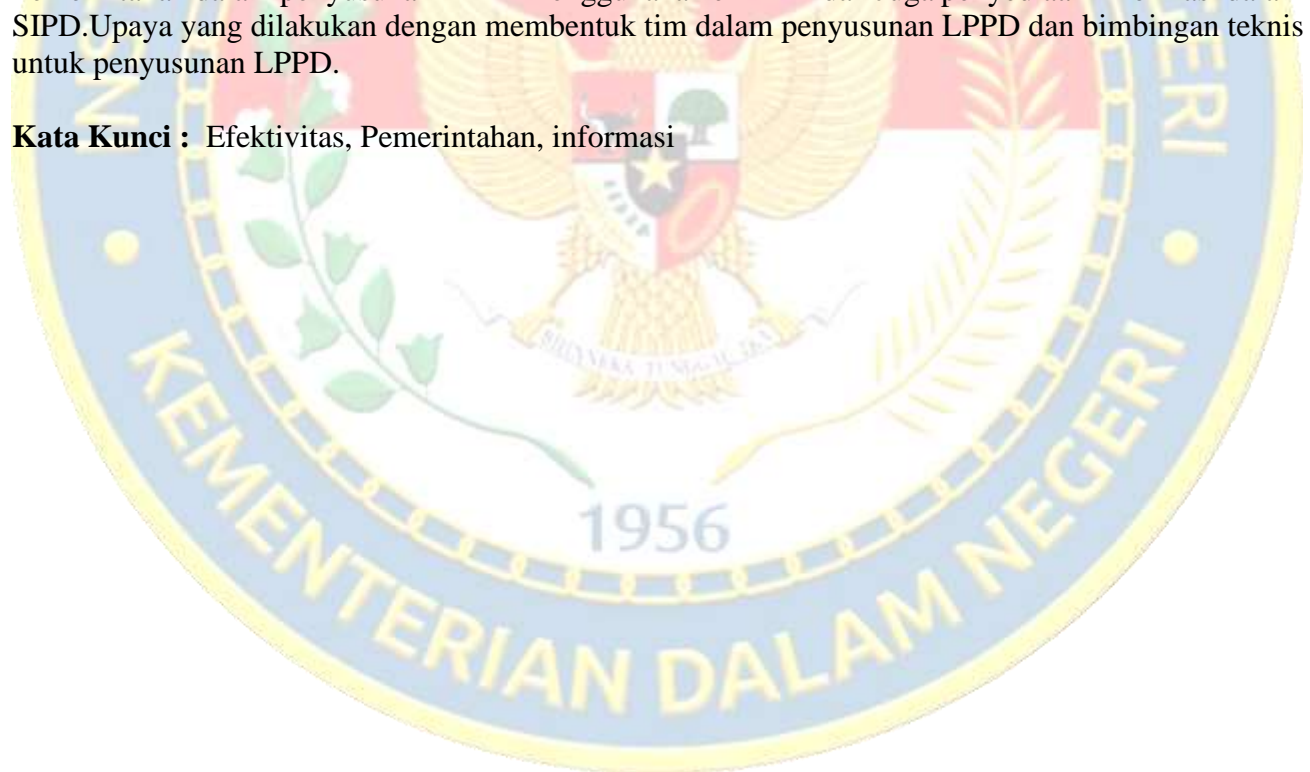 SIPD.Upaya yang dilakukan dengan membentuk tim dalam penyusunan LPPD dan bimbingan teknis
untuk penyusunan LPPD.
Kata Kunci : Efektivitas, Pemerintahan, informasi
1956
KEMENTERIAN DALAM NEGERI